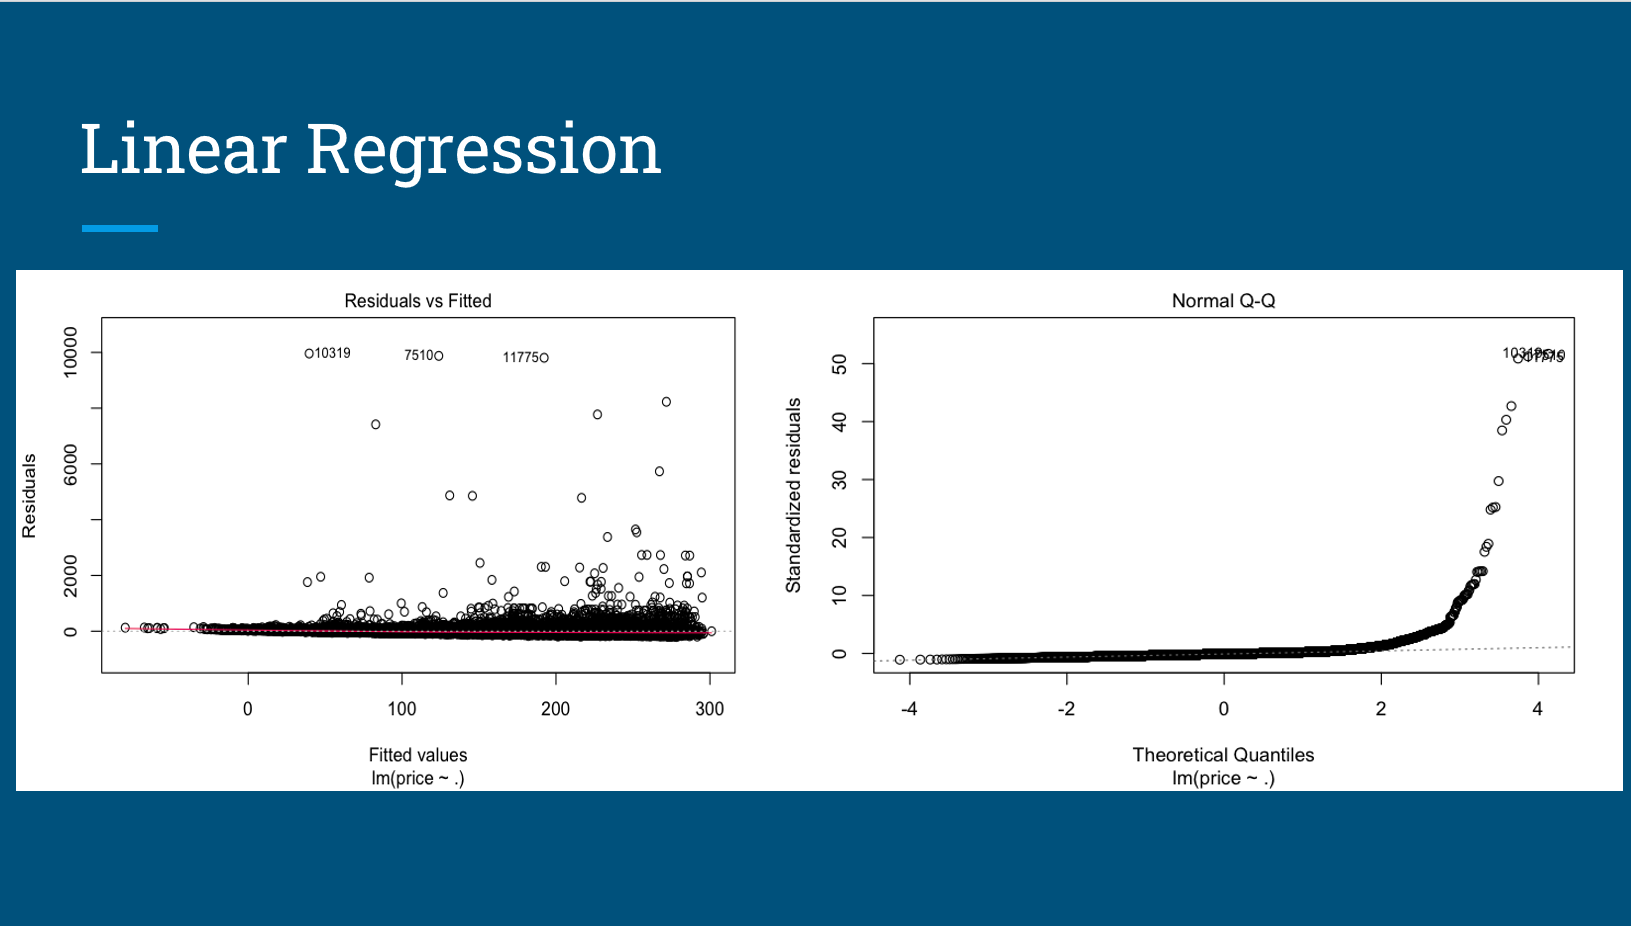 Linear Regression
Residuals vs Fitted
10319
7510
11775
Residuals
0
2000
6000
10000
0
100
200
300
Fitted values
lm(price ~ .)
Normal Q-Q
Standardized residuals
0
10
20
30
40
50
-4
-2
0
2
4
Theoretical Quantiles
lm(price ~ .)